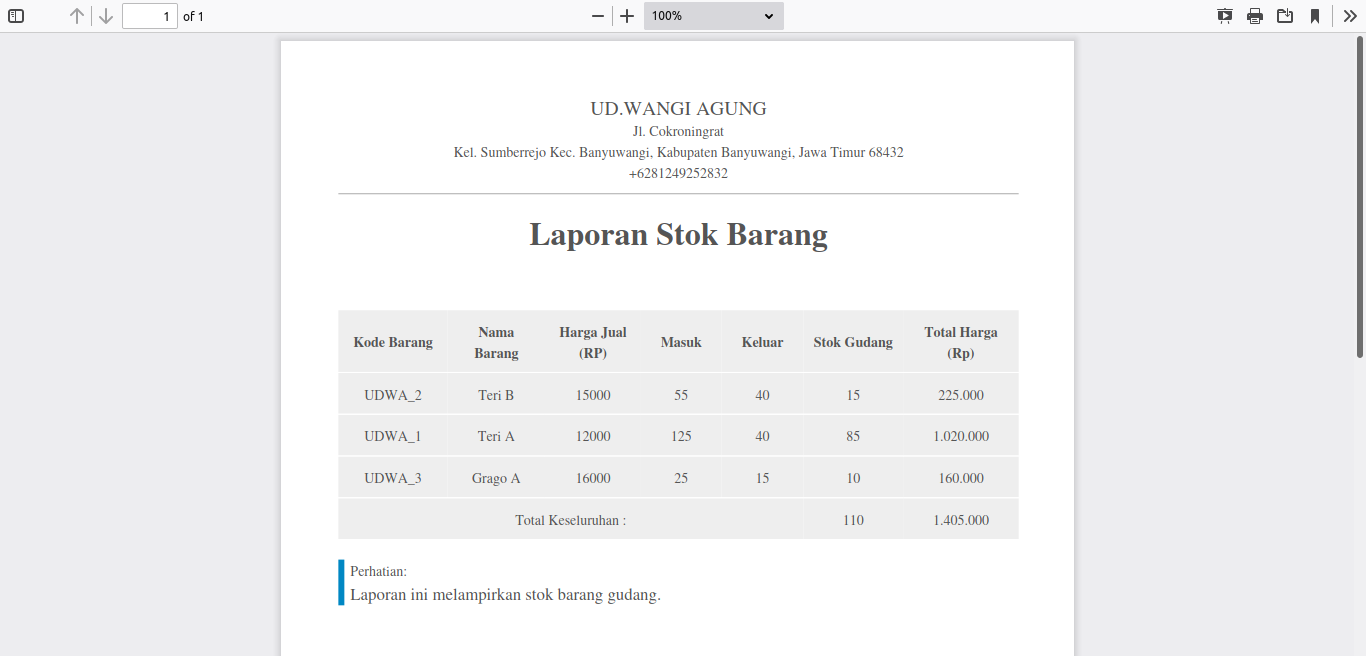 1 of 1 100%
UD.WANGI AGUNG
Jl. Cokroningrat
Kel. Sumberrejo Kec. Banyuwangi, Kabupaten Banyuwangi, Jawa Timur 68432
+6281249252832
Laporan Stok Barang
Kode Barang Nama Barang Harga Jual (RP) Masuk Keluar Stok Gudang Total Harga (Rp)
UDWA_2 Teri B 15000 55 40 15 225.000
UDWA_1 Teri A 12000 125 40 85 1.020.000
UDWA_3 Grago A 16000 25 15 10 160.000
Total Keseluruhan : 110 1.405.000
Perhatian:
Laporan ini melampirkan stok barang gudang.